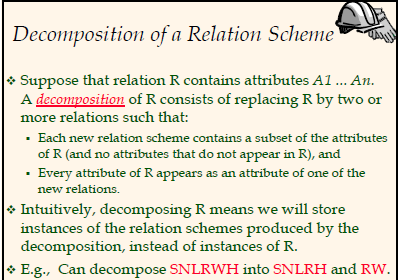 Decomposition of a Relation Scheme
❖ Suppose that relation R contains attributes A1 ... An.
A decomposition of R consists of replacing R by two or
more relations such that:
▪ Each new relation scheme contains a subset of the attributes
of R (and no attributes that do not appear in R), and
▪ Every attribute of R appears as an attribute of one of the
new relations.
❖ Intuitively, decomposing R means we will store
instances of the relation schemes produced by the
decomposition, instead of instances of R.
❖ E.g., Can decompose SNLRWH into SNLRH and RW.